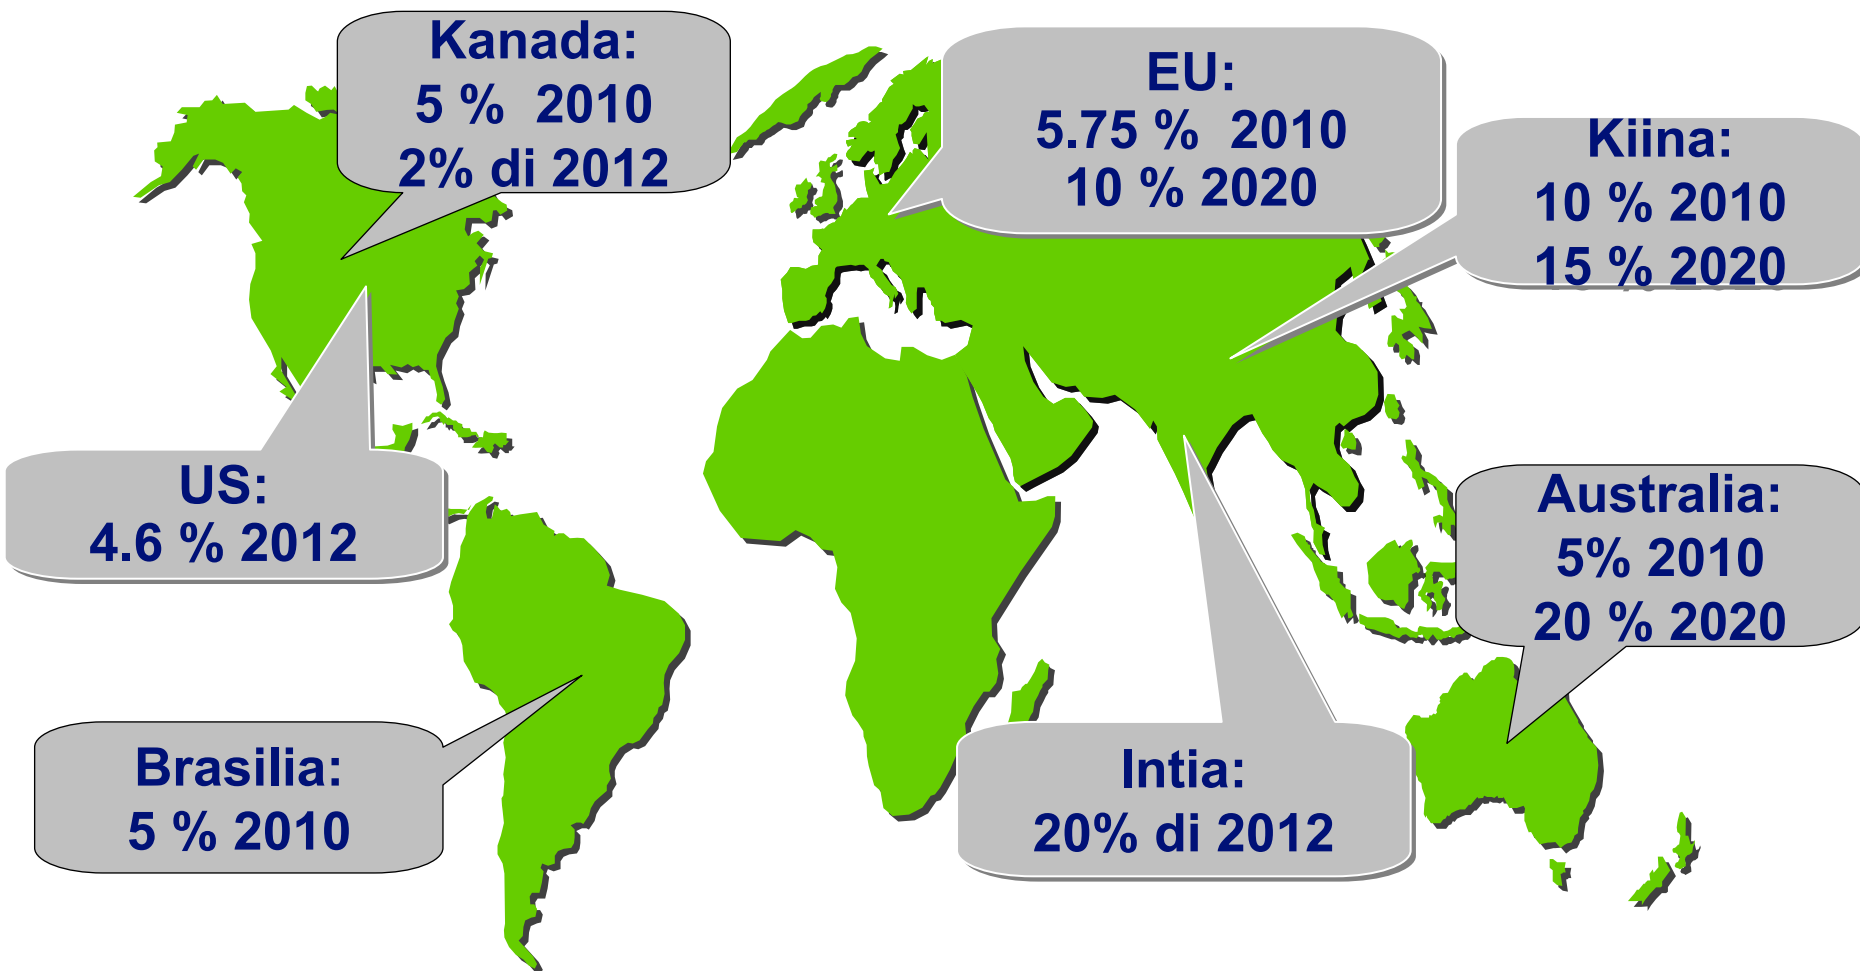 Kanada:
5 %  2010
2% di 2012
EU:
5.75 %  2010
10 % 2020
Kiina:
10 % 2010
15 % 2020
US:
4.6 % 2012
Australia:
5% 2010
20 % 2020
Brasilia:
5 % 2010
Intia:
20% di 2012